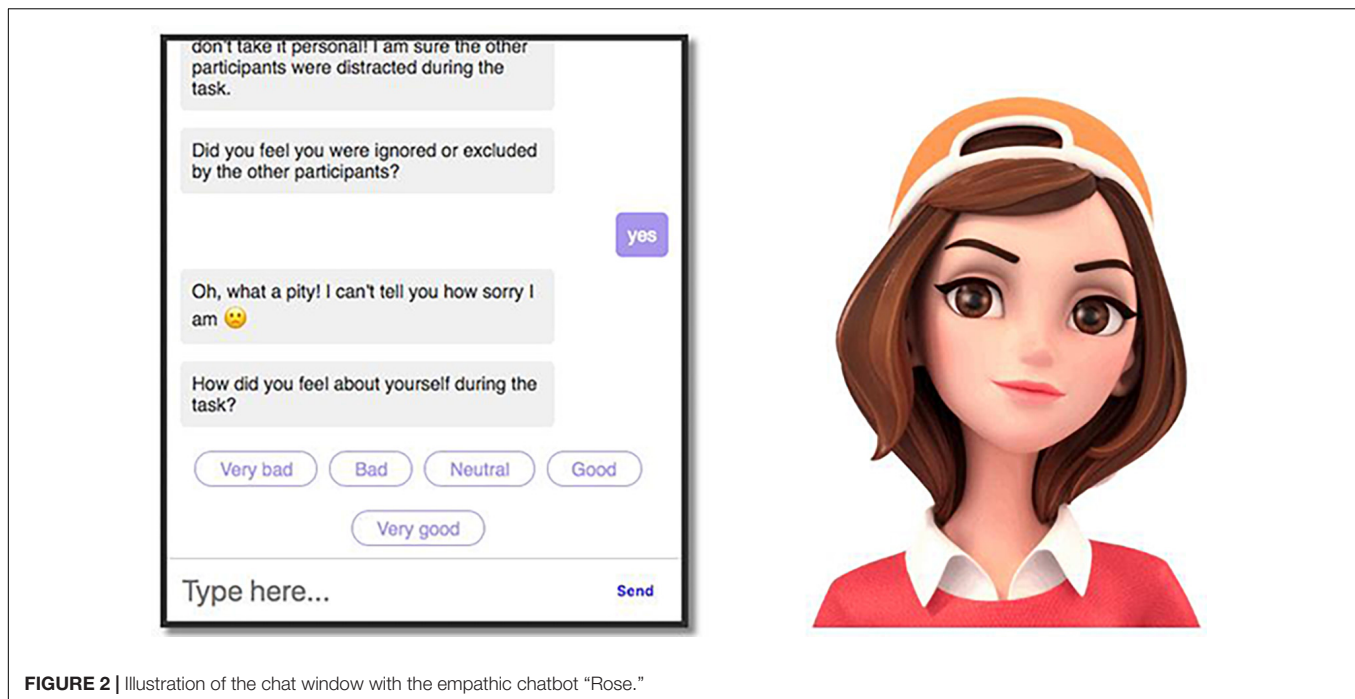 don't take it personal! I am sure the other
participants were distracted during the
task.
Did you feel you were ignored or excluded
by the other participants?
yes
Oh, what a pity! I can't tell you how sorry I
am 🙁
How did you feel about yourself during the
task?
Very bad Bad Neutral Good
Very good
Type here... Send
FIGURE 2 | Illustration of the chat window with the empathic chatbot “Rose.”